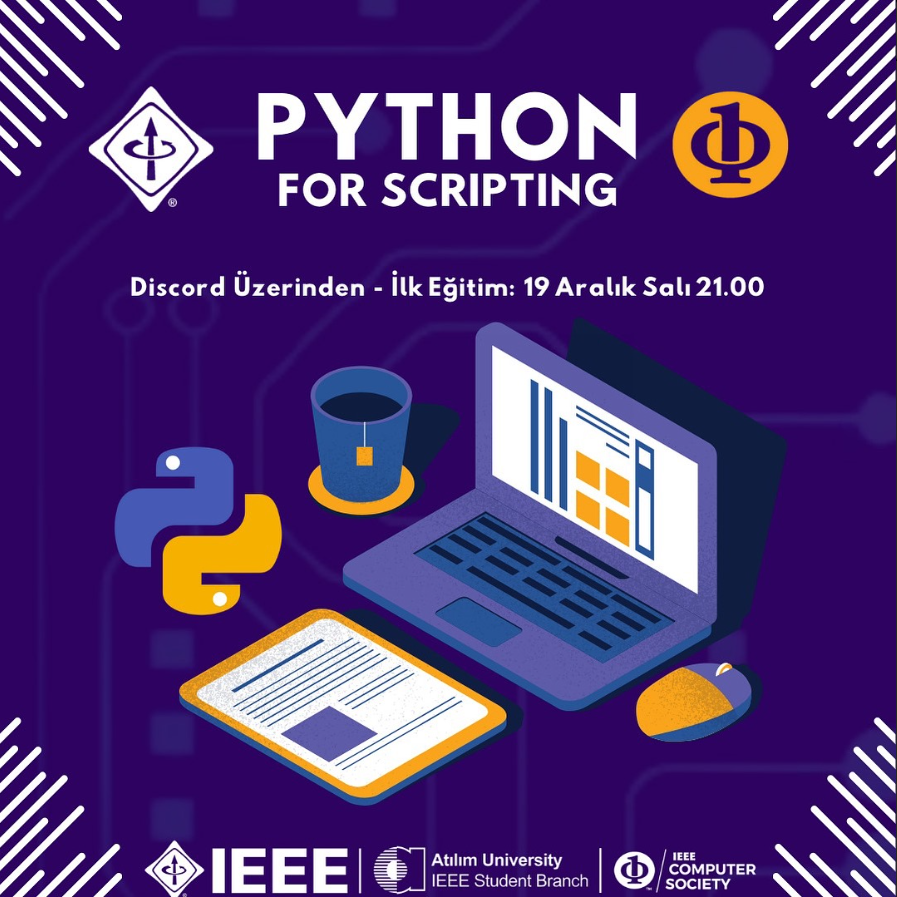 PYTHON
FOR SCRIPTING
®
Discord Üzerinden - İlk Eğitim: 19 Aralık Salı 21.00
IEEE
Atılım University
IEEE Student Branch
IEEE
COMPUTER
SOCIETY